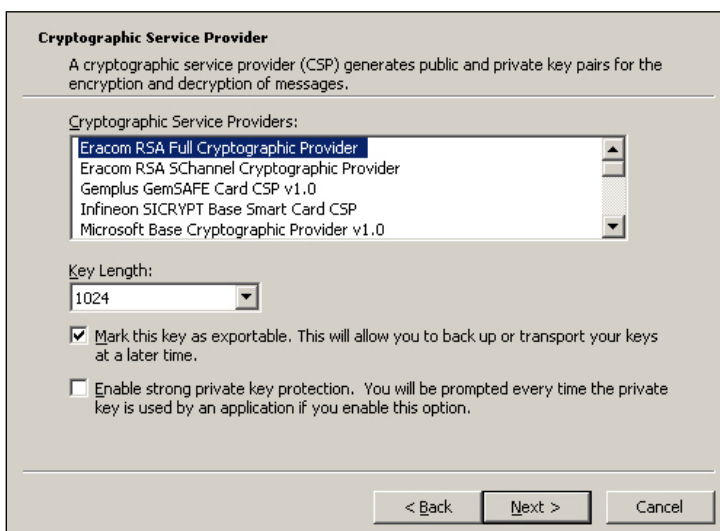 Cryptographic Service Provider
A cryptographic service provider (CSP) generates public and private key pairs for the
encryption and decryption of messages.
Cryptographic Service Providers:
Eracom RSA Full Cryptographic Provider
Eracom RSA SChannel Cryptographic Provider
Gemplus GemSAFE Card CSP v1.0
Infineon SICRYPT Base Smart Card CSP
Microsoft Base Cryptographic Provider v1.0
Key Length:
1024
Mark this key as exportable. This will allow you to back up or transport your keys
at a later time.
Enable strong private key protection. You will be prompted every time the private
key is used by an application if you enable this option.
< Back Next > Cancel